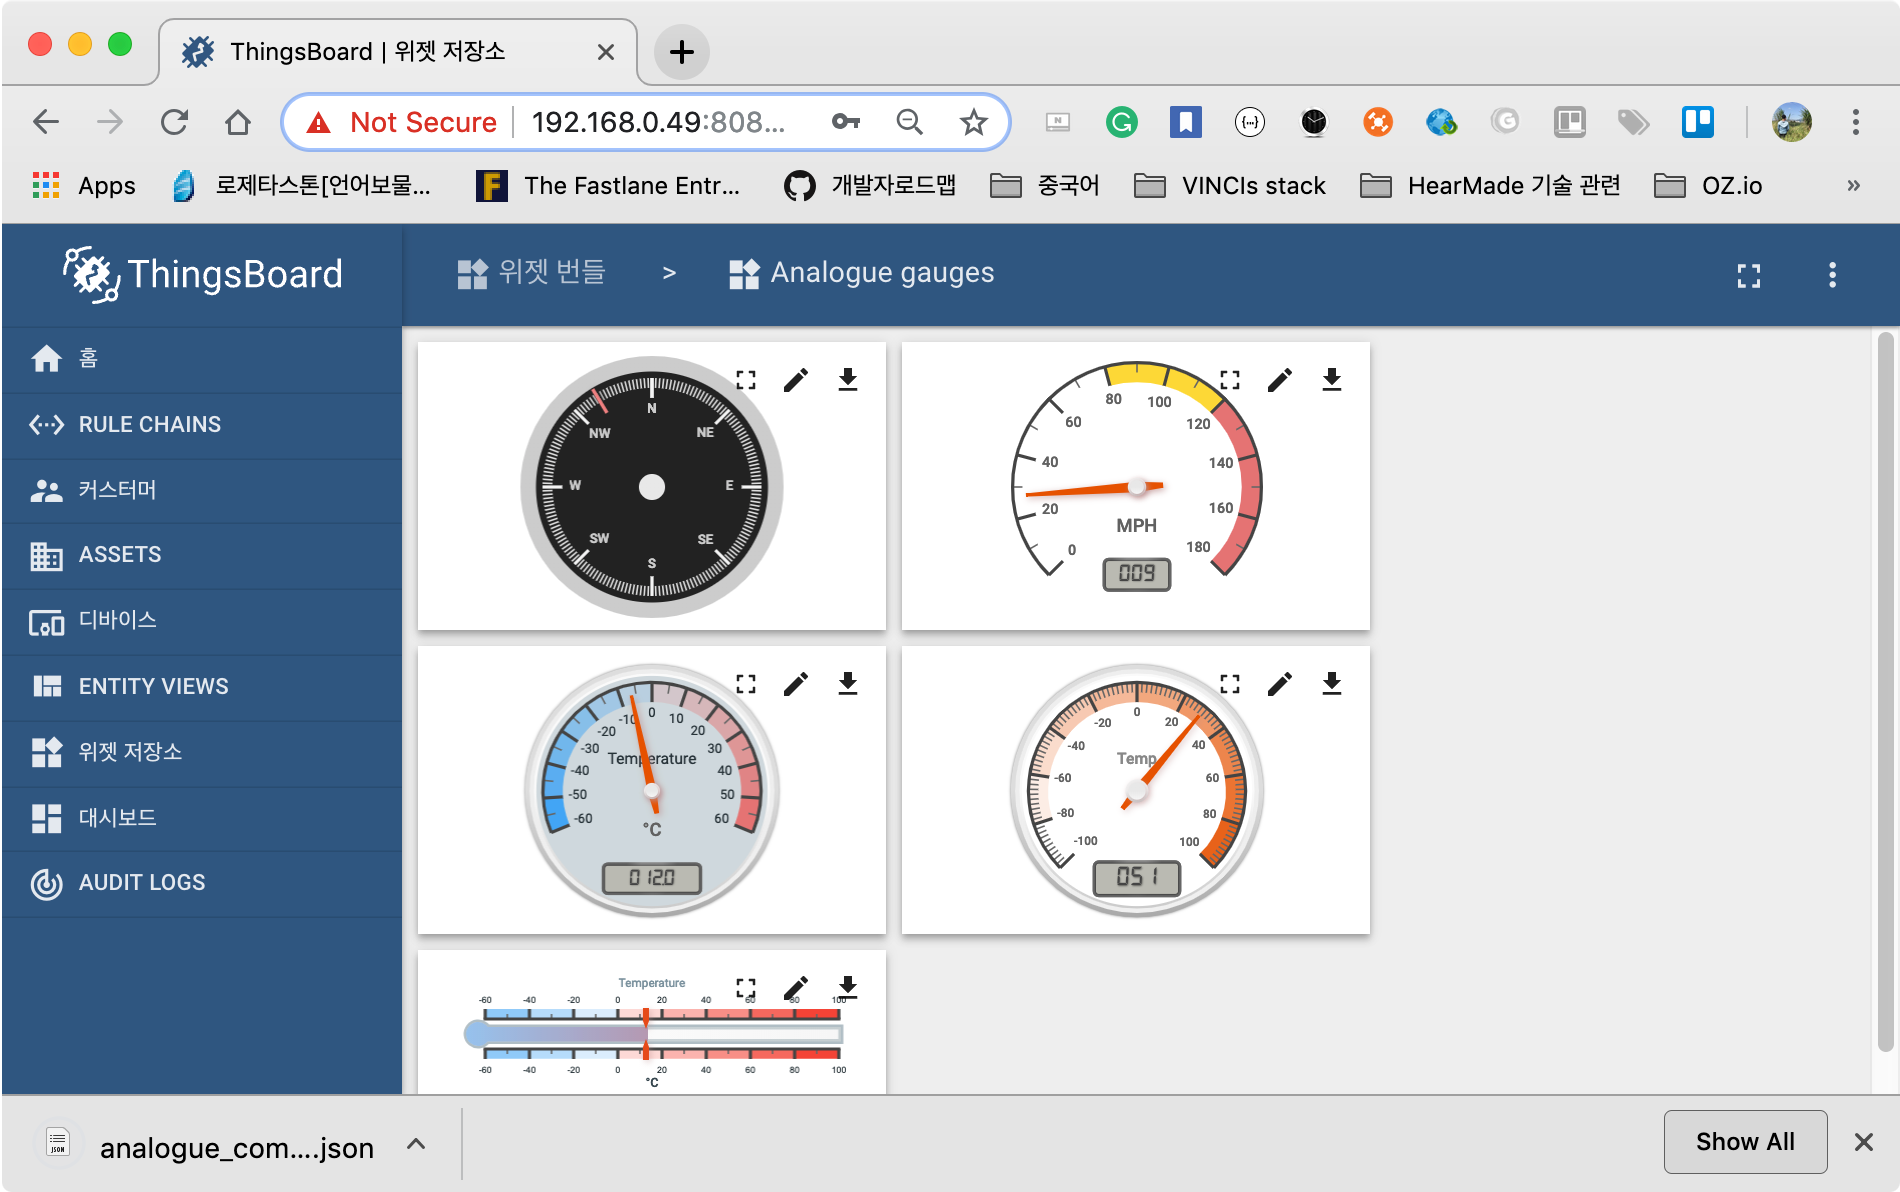 ThingsBoard | 위젯 저장소
Not Secure 192.168.0.49:808...
Apps 로제타스톤[언어보물... The Fastlane Entr... 개발자로드맵 중국어 VINCIs stack HearMade 기술 관련 OZ.io »
ThingsBoard 위젯 번들 > Analogue gauges
홈
RULE CHAINS
커스터머
ASSETS
디바이스
ENTITY VIEWS
위젯 저장소
대시보드
AUDIT LOGS
N
NW NE
W E
SW SE
S
80 100
60 120
40 140
20 160
MPH
0 180
009
-10 0 10
-20 20
-30 30
Temperature
-40 40
-50 50
-60 60
°C
012.0
-20 0 20
-40 40
Temp
-60 60
-80 80
-100 100
051
Temperature
-60 -40 -20 0 20 40 60 80 100
-60 -40 -20 0 20 40 60 80 100
°C
JSON
analogue_com....json
Show All